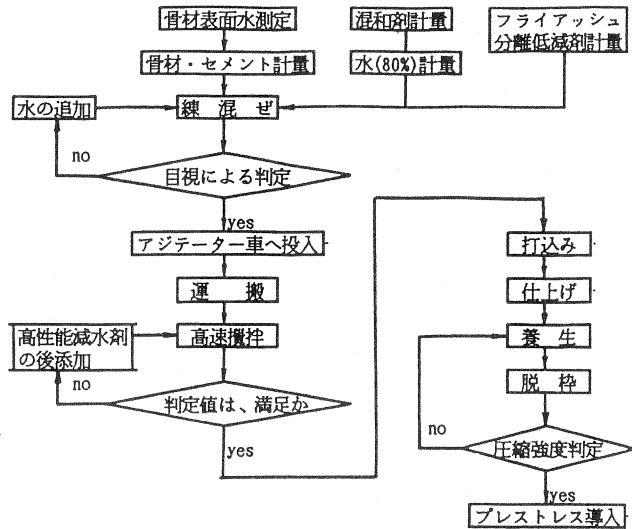 骨材表面水測定
混和剤計量
フライアッシュ
分離低減剤計量
骨材・セメント計量
水(80%)計量
水の追加
練 混 ぜ
no
目視による判定
yes
アジテーター車へ投入
運 搬
高性能減水剤
の後添加
高速攪拌
no
判定値は、満足か
yes
打込み
仕上げ
養 生
脱 枠
no
圧縮強度判定
yes
プレストレス導入